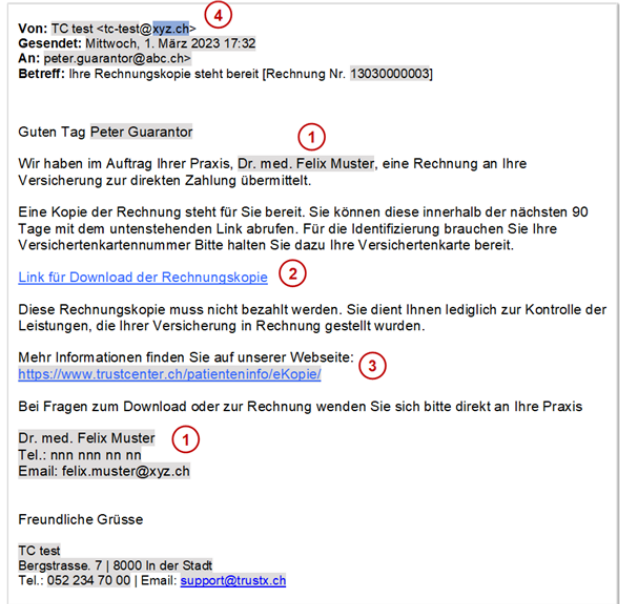 4
Von: TC test <tc-test@xyz.ch>
Gesendet: Mittwoch, 1. März 2023 17:32
An: peter.guarantor@abc.ch>
Betreff: Ihre Rechnungskopie steht bereit [Rechnung Nr. 13030000003]
Guten Tag Peter Guarantor
1
Wir haben im Auftrag Ihrer Praxis, Dr. med. Felix Muster, eine Rechnung an Ihre
Versicherung zur direkten Zahlung übermittelt.
Eine Kopie der Rechnung steht für Sie bereit. Sie können diese innerhalb der nächsten 90
Tage mit dem untenstehenden Link abrufen. Für die Identifizierung brauchen Sie Ihre
Versichertenkartennummer Bitte halten Sie dazu Ihre Versichertenkarte bereit.
Link für Download der Rechnungskopie 2
Diese Rechnungskopie muss nicht bezahlt werden. Sie dient Ihnen lediglich zur Kontrolle der
Leistungen, die Ihrer Versicherung in Rechnung gestellt wurden.
Mehr Informationen finden Sie auf unserer Webseite: 3
https://www.trustcenter.ch/patienteninfo/eKopie/
Bei Fragen zum Download oder zur Rechnung wenden Sie sich bitte direkt an Ihre Praxis
Dr. med. Felix Muster 1
Tel.: nnn nnn nn nn
Email: felix.muster@xyz.ch
Freundliche Grüsse
TC test
Bergstrasse. 7 | 8000 In der Stadt
Tel.: 052 234 70 00 | Email: support@trustx.ch